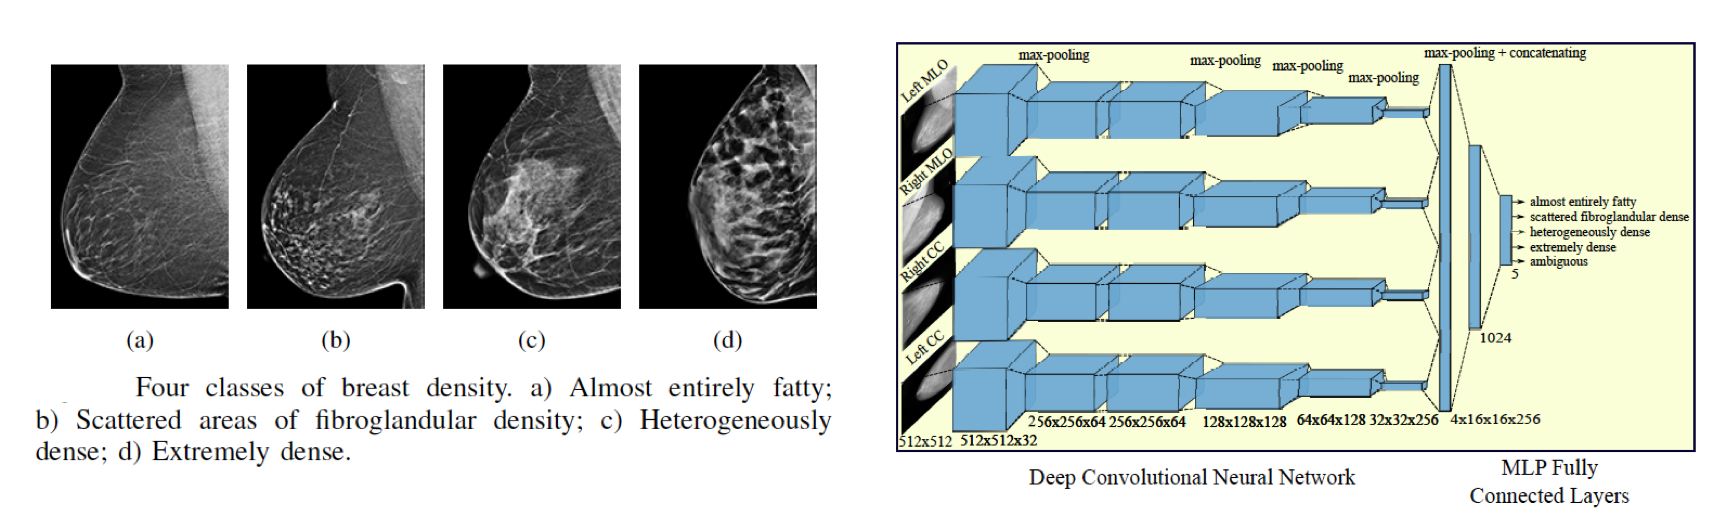 (a)
(b)
(c)
(d)
Four classes of breast density. a) Almost entirely fatty;
b) Scattered areas of fibroglandular density; c) Heterogeneously
dense; d) Extremely dense.
max-pooling
max-pooling
max-pooling
max-pooling
max-pooling + concatenating
Left MLO
Right MLO
Right CC
Left CC
almost entirely fatty
scattered fibroglandular dense
heterogeneously dense
extremely dense
ambiguous
5
1024
512x512
512x512x32
256x256x64
256x256x64
128x128x128
64x64x128
32x32x256
4x16x16x256
Deep Convolutional Neural Network
MLP Fully
Connected Layers